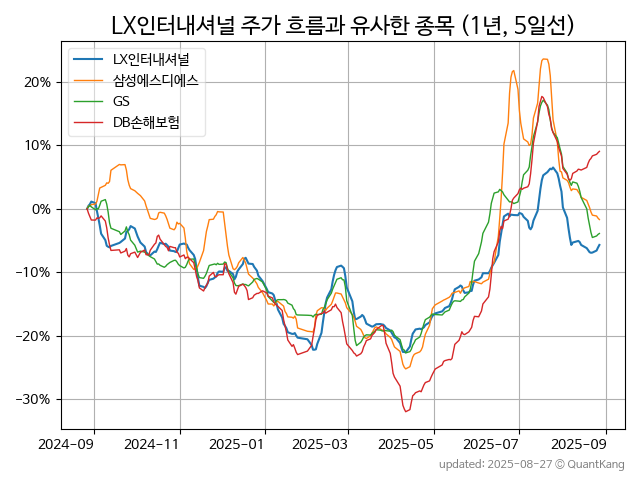 LX인터내셔널 주가 흐름과 유사한 종목 (1년, 5일선)
LX인터내셔널
삼성에스디에스
GS
DB손해보험
20%
10%
0%
−10%
−20%
−30%
2024-09 2024-11 2025-01 2025-03 2025-05 2025-07 2025-09
updated: 2025-08-27 © QuantKang